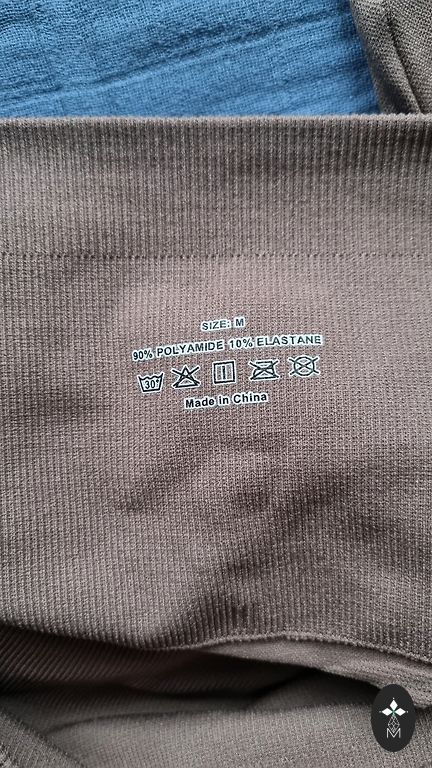 SIZE: M
90% POLYAMIDE 10% ELASTANE
30°
Made in China
M